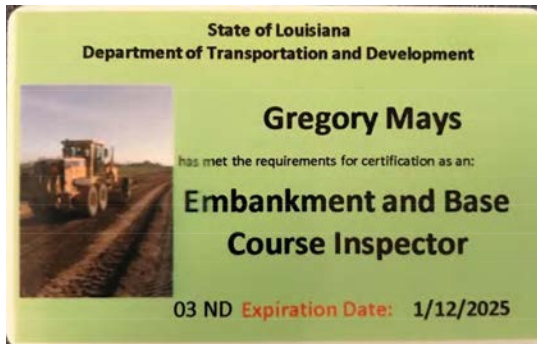 State of Louisiana
Department of Transportation and Development
Gregory Mays
has met the requirements for certification as an:
Embankment and Base
Course Inspector
03 ND Expiration Date: 1/12/2025